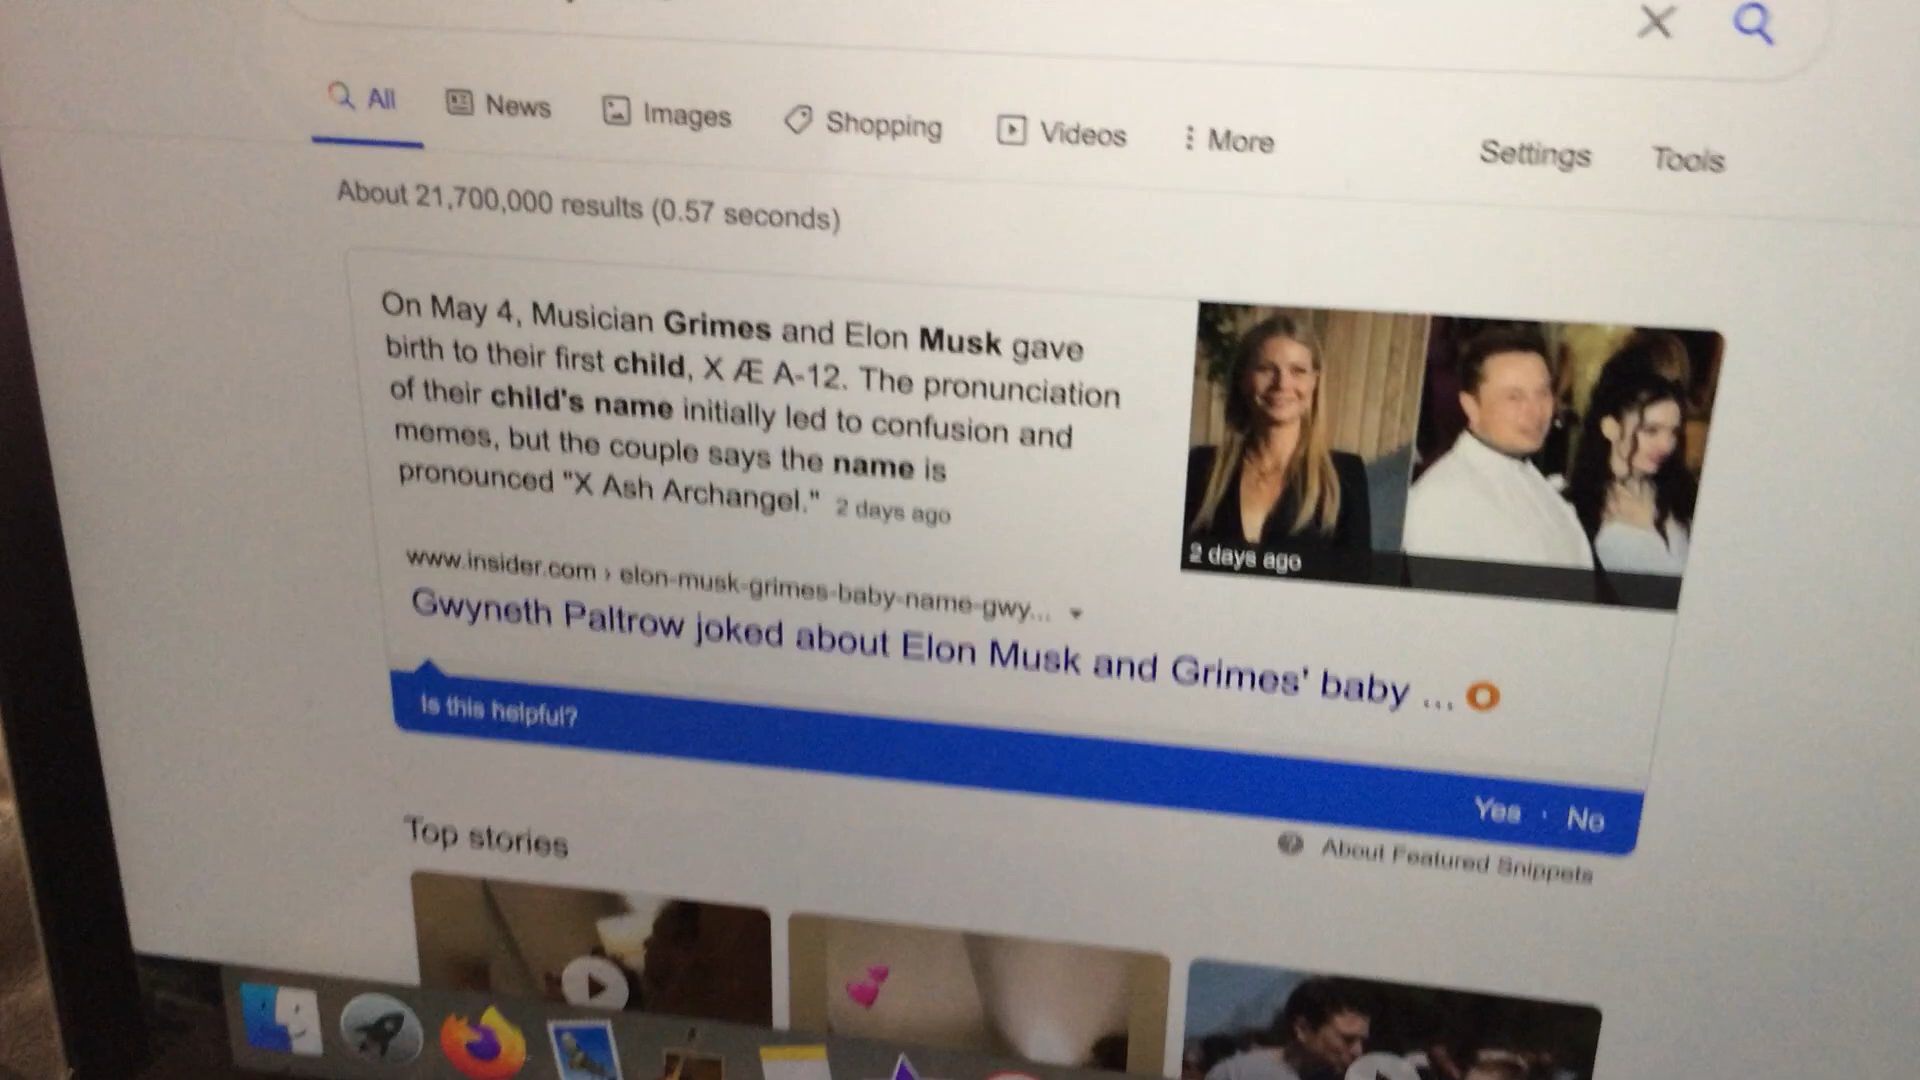 All News Images Shopping Videos More Settings Tools
About 21,700,000 results (0.57 seconds)
On May 4, Musician Grimes and Elon Musk gave
birth to their first child, X Æ A-12. The pronunciation
of their child's name initially led to confusion and
memes, but the couple says the name is
pronounced "X Ash Archangel." 2 days ago
2 days ago
www.insider.com › elon-musk-grimes-baby-name-gwy...
Gwyneth Paltrow joked about Elon Musk and Grimes' baby ...
Is this helpful?
Yes · No
About Featured Snippets
Top stories